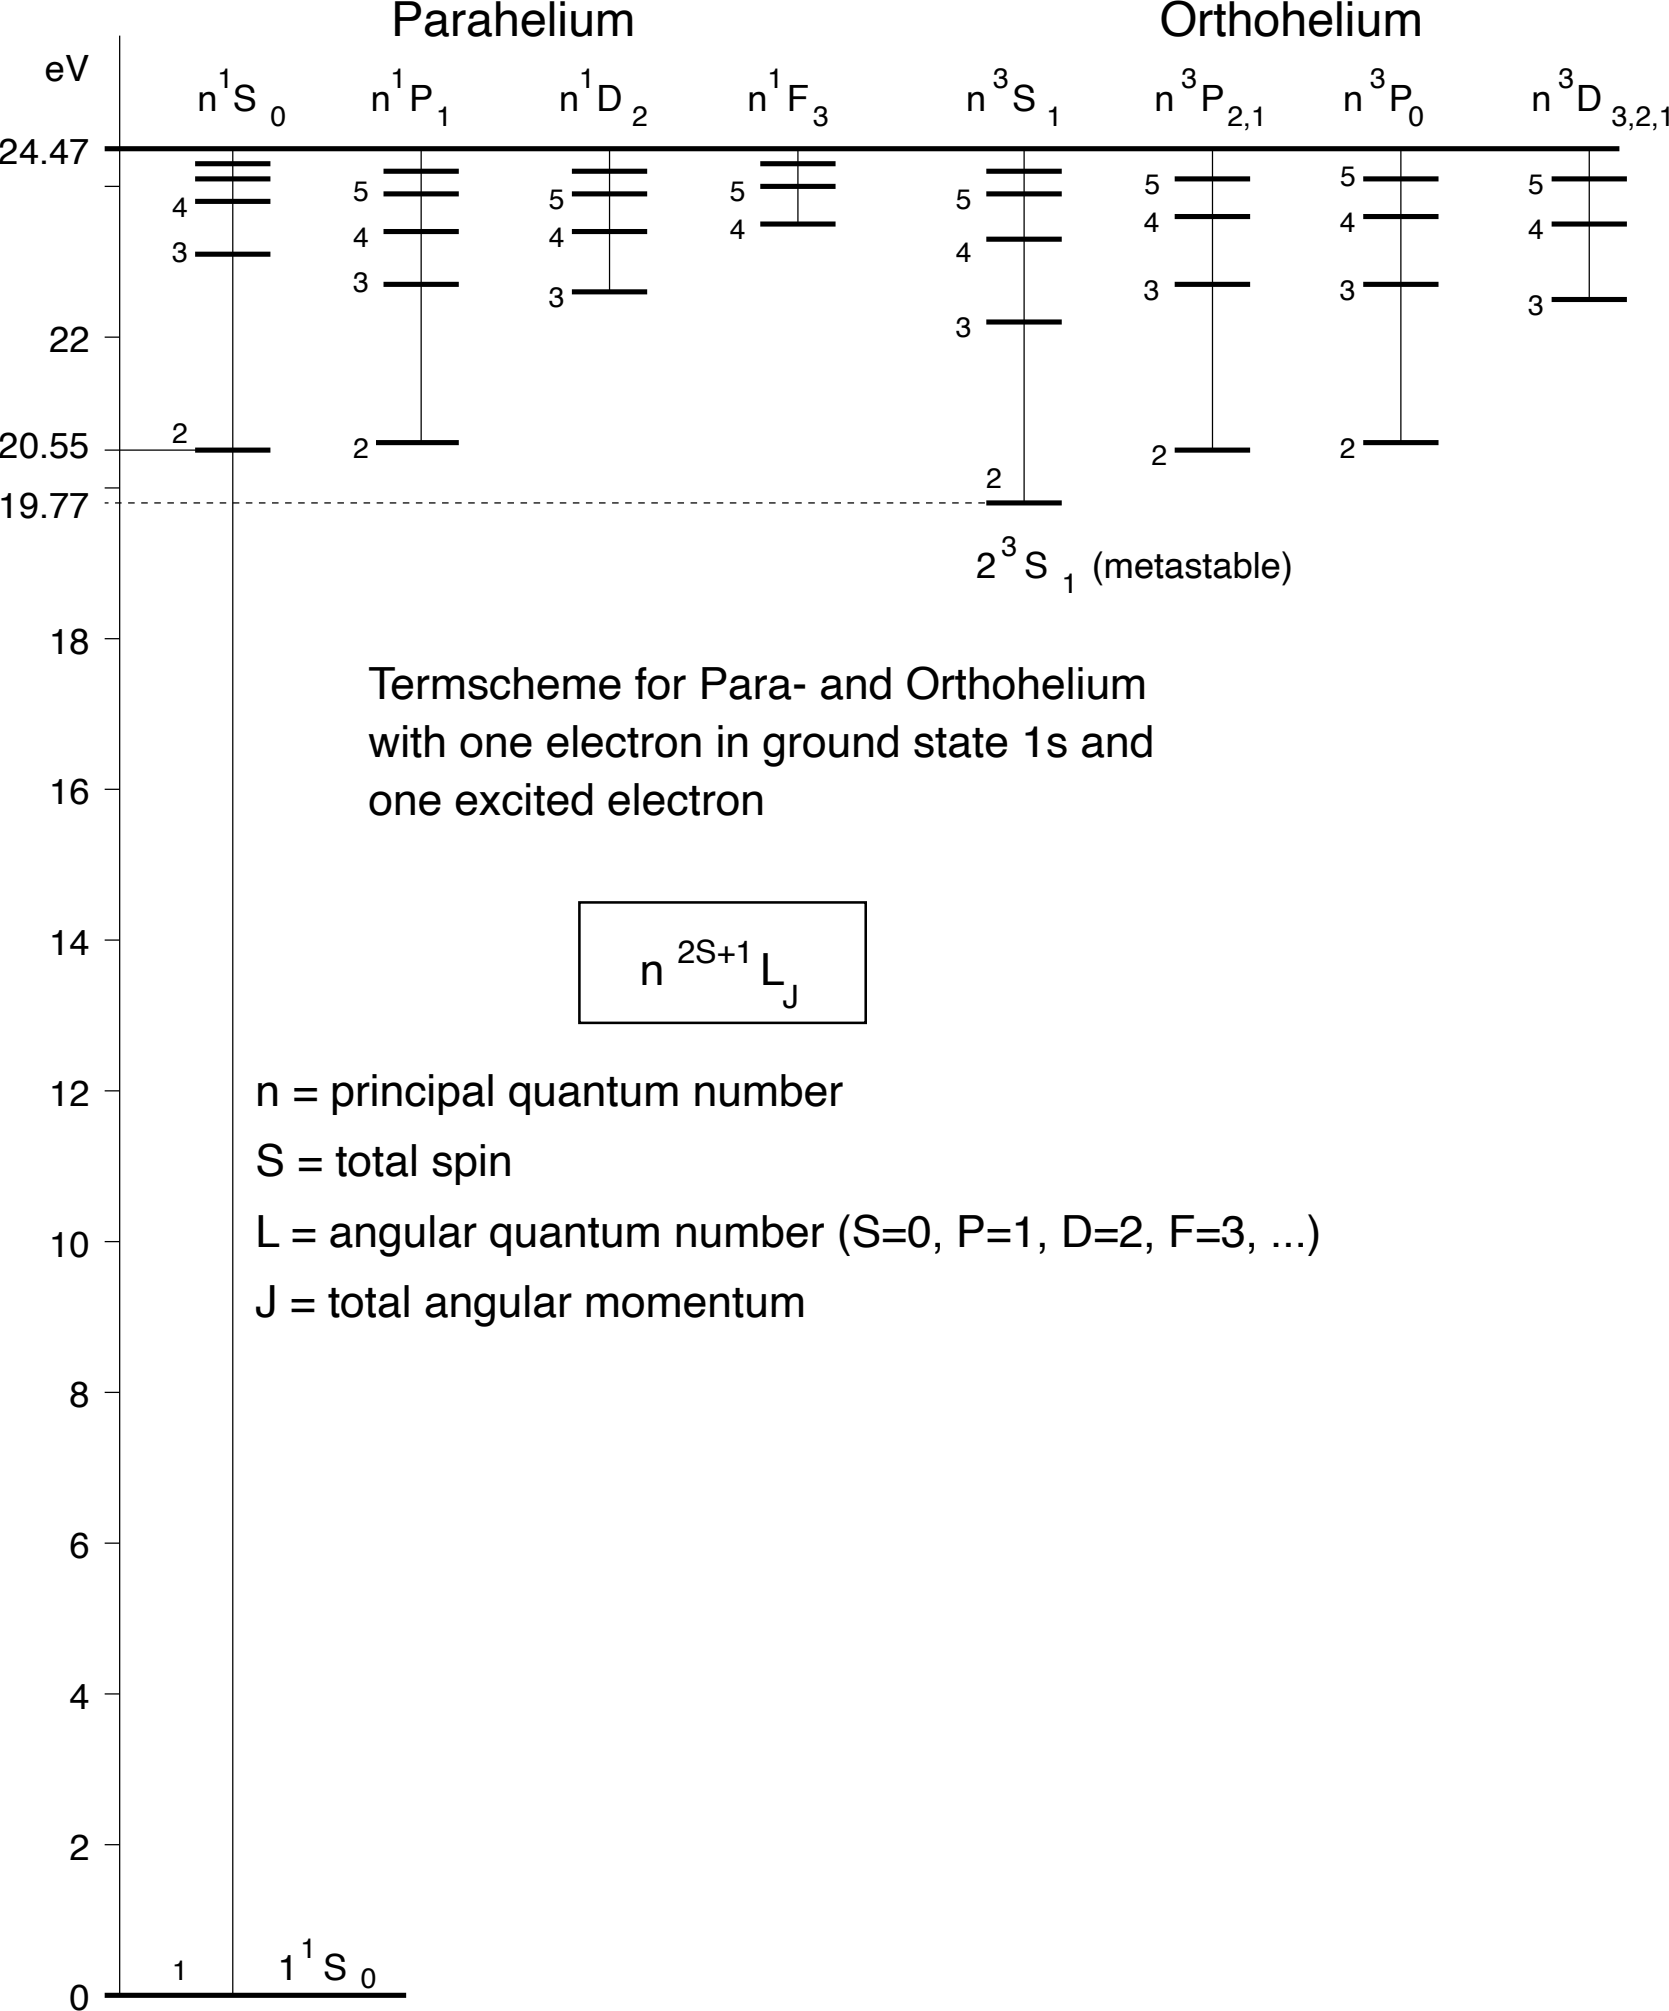 Parahelium Orthohelium
eV
n¹S₀ n¹P₁ n¹D₂ n¹F₃ n³S₁ n³P₂,₁ n³P₀ n³D₃,₂,₁
24.47
5 5 5 5 5 5 5
4 4 4 4 4 4 4 4
3 3 3 3 3 3 3
22
2 2 2 2
20.55
2
19.77
2³S₁ (metastable)
18
Termscheme for Para- and Orthohelium
with one electron in ground state 1s and
one excited electron
16
14
n ²ˢ⁺¹ L_J
12
n = principal quantum number
S = total spin
10
L = angular quantum number (S=0, P=1, D=2, F=3, ...)
J = total angular momentum
8
6
4
2
1 1¹S₀
0